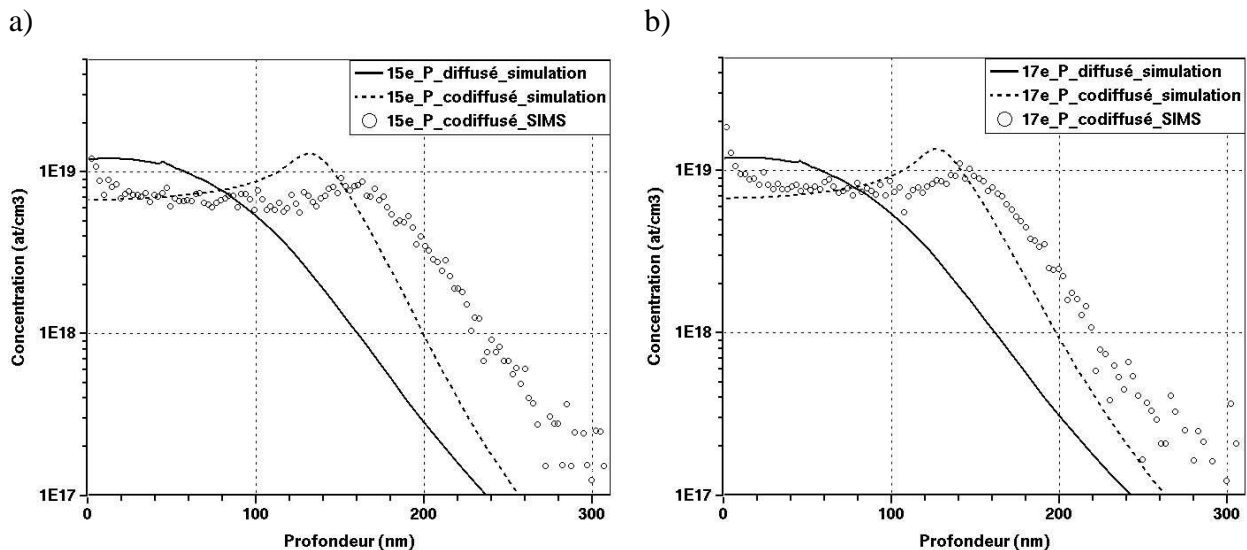 a)
15e_P_diffusé_simulation
15e_P_codiffusé_simulation
15e_P_codiffusé_SIMS
Concentration (at/cm3)
1E19
1E18
1E17
0
100
200
300
Profondeur (nm)
b)
17e_P_diffusé_simulation
17e_P_codiffusé_simulation
17e_P_codiffusé_SIMS
Concentration (at/cm3)
1E19
1E18
1E17
0
100
200
300
Profondeur (nm)